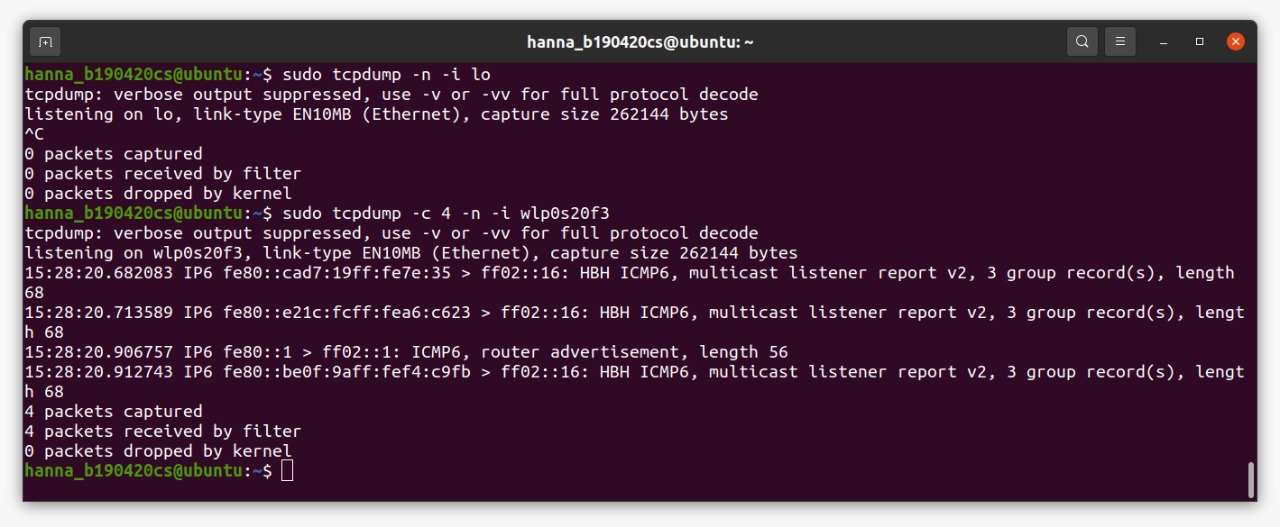 hanna_b190420cs@ubuntu: ~
hanna_b190420cs@ubuntu:~$ sudo tcpdump -n -i lo
tcpdump: verbose output suppressed, use -v or -vv for full protocol decode
listening on lo, link-type EN10MB (Ethernet), capture size 262144 bytes
^C
0 packets captured
0 packets received by filter
0 packets dropped by kernel
hanna_b190420cs@ubuntu:~$ sudo tcpdump -c 4 -n -i wlp0s20f3
tcpdump: verbose output suppressed, use -v or -vv for full protocol decode
listening on wlp0s20f3, link-type EN10MB (Ethernet), capture size 262144 bytes
15:28:20.682083 IP6 fe80::cad7:19ff:fe7e:35 > ff02::16: HBH ICMP6, multicast listener report v2, 3 group record(s), length
68
15:28:20.713589 IP6 fe80::e21c:fcff:fea6:c623 > ff02::16: HBH ICMP6, multicast listener report v2, 3 group record(s), lengt
h 68
15:28:20.906757 IP6 fe80::1 > ff02::1: ICMP6, router advertisement, length 56
15:28:20.912743 IP6 fe80::be0f:9aff:fef4:c9fb > ff02::16: HBH ICMP6, multicast listener report v2, 3 group record(s), lengt
h 68
4 packets captured
4 packets received by filter
0 packets dropped by kernel
hanna_b190420cs@ubuntu:~$